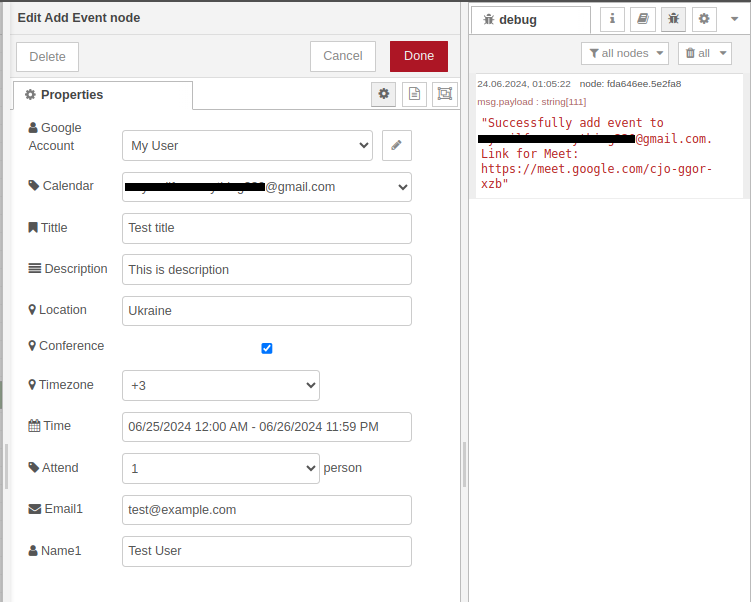 Edit Add Event node
Delete
Cancel
Done
Properties
Google Account
My User
Calendar
@gmail.com
Tittle
Test title
Description
This is description
Location
Ukraine
Conference
Timezone
+3
Time
06/25/2024 12:00 AM - 06/26/2024 11:59 PM
Attend
1
person
Email1
test@example.com
Name1
Test User
debug
i
all nodes
all
24.06.2024, 01:05:22 node: fda646ee.5e2fa8
msg.payload : string[111]
"Successfully add event to
@gmail.com.
Link for Meet:
https://meet.google.com/cjo-ggor-
xzb"